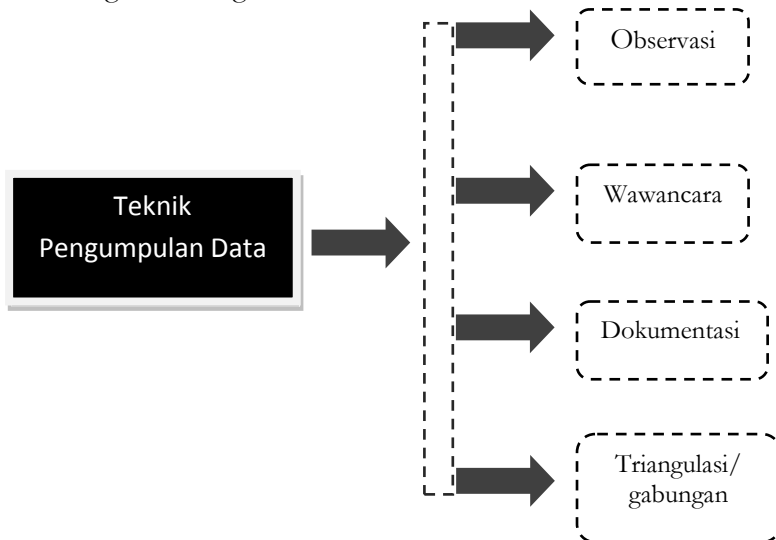 Observasi
Teknik
Pengumpulan Data
Wawancara
Dokumentasi
Triangulasi/
gabungan